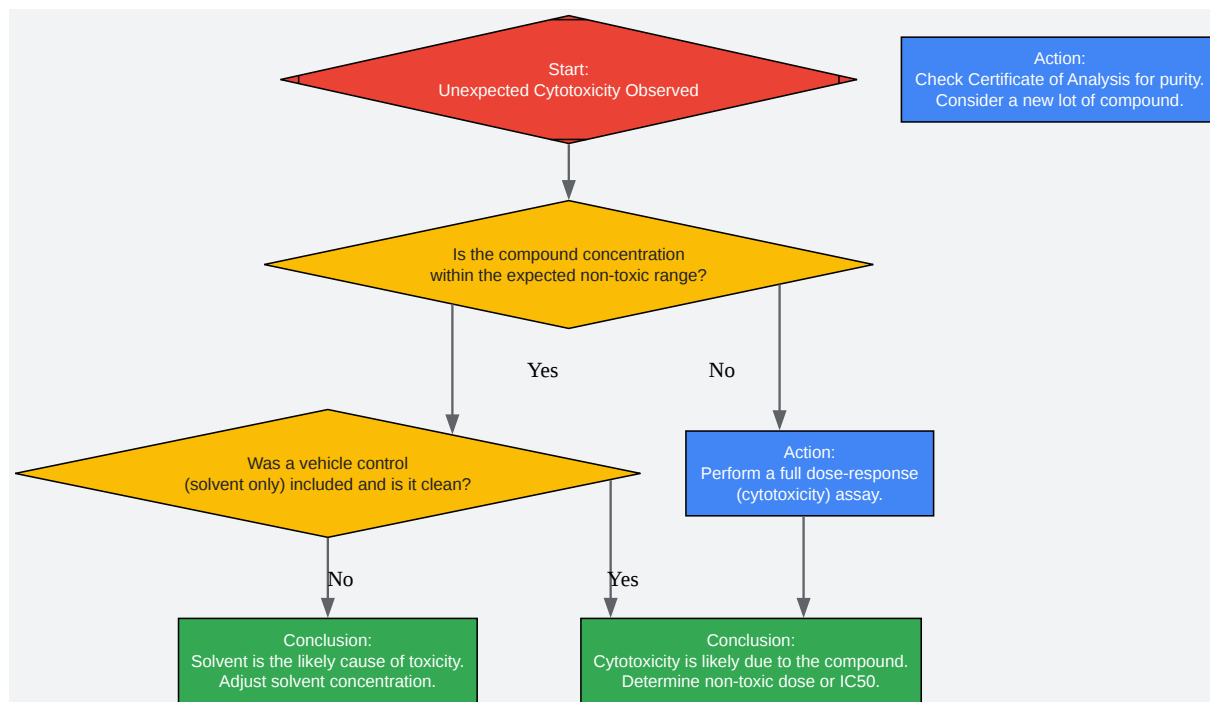 Start:
Unexpected Cytotoxicity Observed
Action:
Check Certificate of Analysis for purity.
Consider a new lot of compound.
Is the compound concentration
within the expected non-toxic range?
Yes
No
Was a vehicle control
(solvent only) included and is it clean?
Action:
Perform a full dose-response
(cytotoxicity) assay.
No
Yes
Conclusion:
Solvent is the likely cause of toxicity.
Adjust solvent concentration.
Conclusion:
Cytotoxicity is likely due to the compound.
Determine non-toxic dose or IC50.